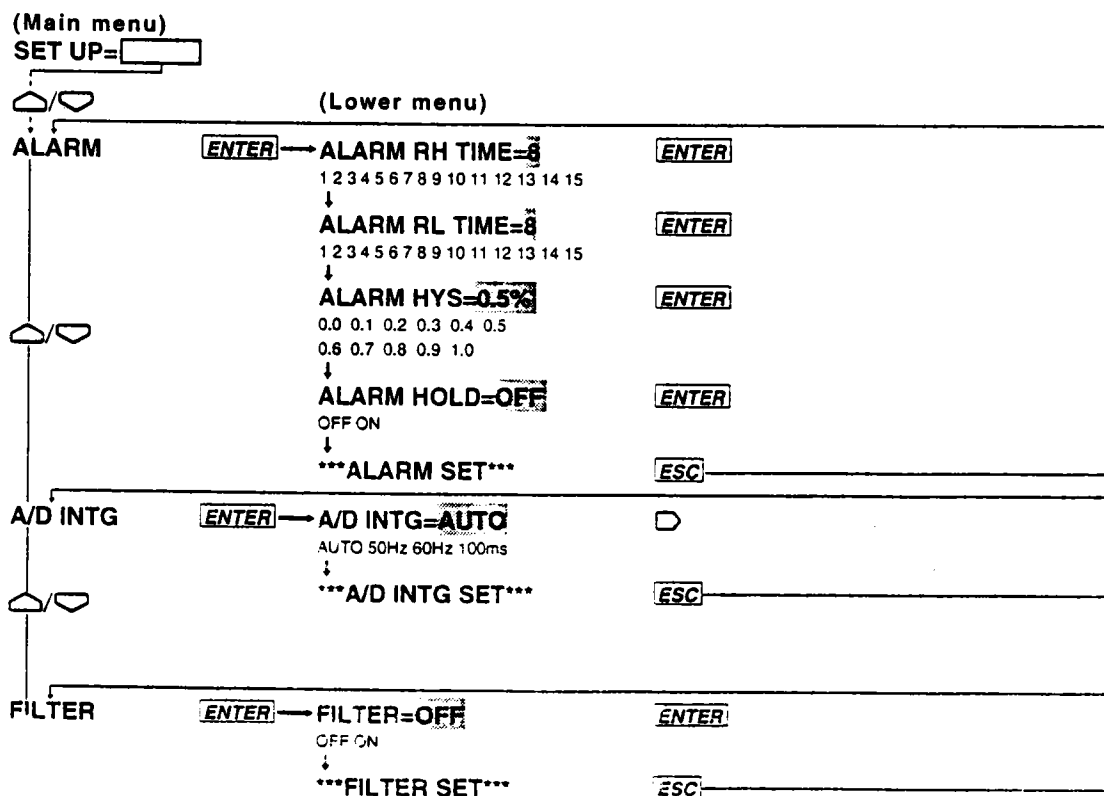 (Main menu)
SET UP=
/
(Lower menu)
ALARM ENTER ALARM RH TIME=8 ENTER
1 2 3 4 5 6 7 8 9 10 11 12 13 14 15
ALARM RL TIME=8 ENTER
1 2 3 4 5 6 7 8 9 10 11 12 13 14 15
ALARM HYS=0.5% ENTER
0.0 0.1 0.2 0.3 0.4 0.5
/
0.6 0.7 0.8 0.9 1.0
ALARM HOLD=OFF ENTER
OFF ON
***ALARM SET*** ESC
A/D INTG ENTER A/D INTG=AUTO
AUTO 50Hz 60Hz 100ms
/
***A/D INTG SET*** ESC
FILTER ENTER FILTER=OFF ENTER
OFF ON
***FILTER SET*** ESC